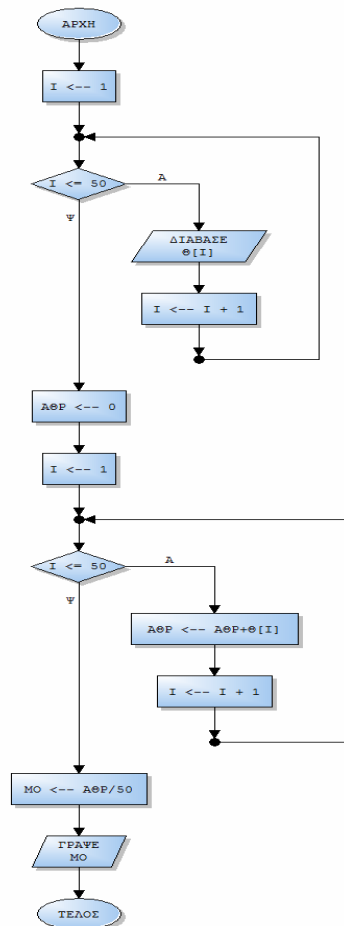 ΑΡΧΗ
I <-- 1
I <= 50
Α
Ψ
ΔΙΑΒΑΣΕ
Θ[I]
I <-- I + 1
ΑΘΡ <-- 0
I <-- 1
I <= 50
Α
Ψ
ΑΘΡ <-- ΑΘΡ+Θ[I]
I <-- I + 1
ΜΟ <-- ΑΘΡ/50
ΓΡΑΨΕ
ΜΟ
ΤΕΛΟΣ